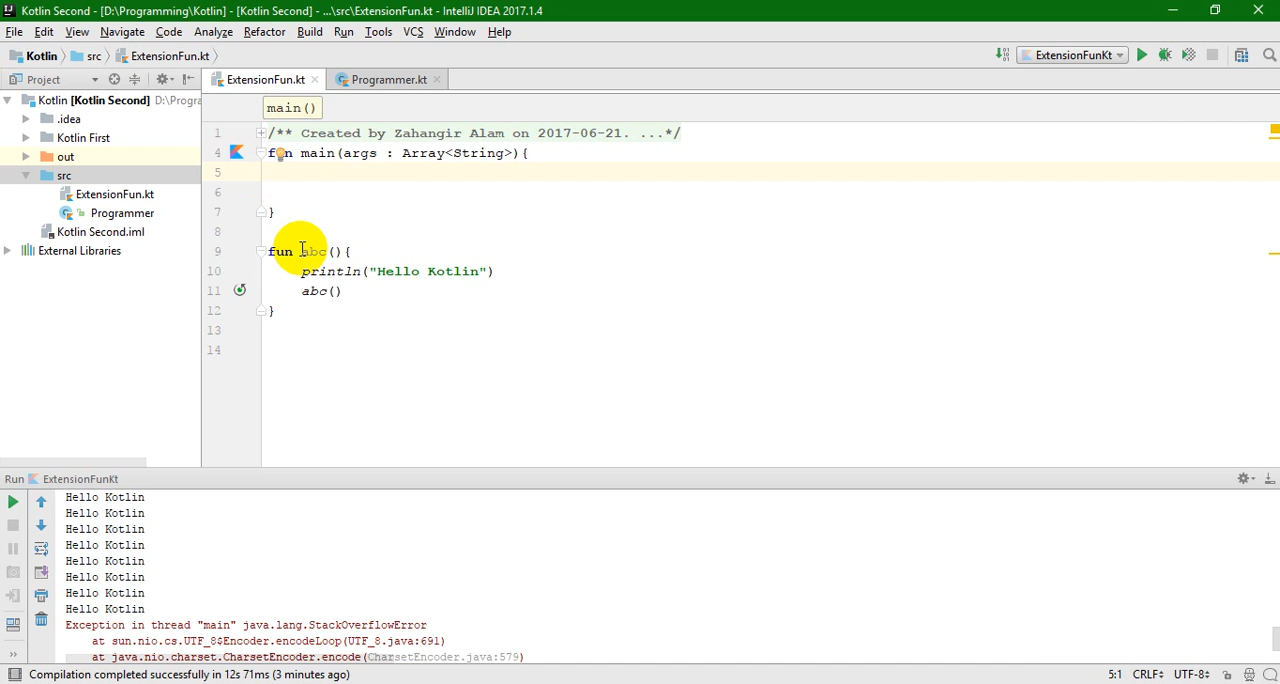 Kotlin Second - [D:\Programming\Kotlin] - [Kotlin Second] - ...\src\ExtensionFun.kt - IntelliJ IDEA 2017.1.4
File Edit View Navigate Code Analyze Refactor Build Run Tools VCS Window Help
Kotlin src ExtensionFun.kt ExtensionFunKt
Project ExtensionFun.kt Programmer.kt
Kotlin [Kotlin Second] D:\Progra
.idea
Kotlin First
out
src
ExtensionFun.kt
Programmer
Kotlin Second.iml
External Libraries
main()
1 /** Created by Zahangir Alam on 2017-06-21. ...*/
4 fun main(args : Array<String>){
5
6
7 }
8
9 fun abc(){
10 println("Hello Kotlin")
11 abc()
12 }
13
14
Run ExtensionFunKt
Hello Kotlin
Hello Kotlin
Hello Kotlin
Hello Kotlin
Hello Kotlin
Hello Kotlin
Hello Kotlin
Hello Kotlin
Exception in thread "main" java.lang.StackOverflowError
at sun.nio.cs.UTF_8$Encoder.encodeLoop(UTF_8.java:691)
at java.nio.charset.CharsetEncoder.encode(CharsetEncoder.java:579)
Compilation completed successfully in 12s 71ms (3 minutes ago) 5:1 CRLF UTF-8